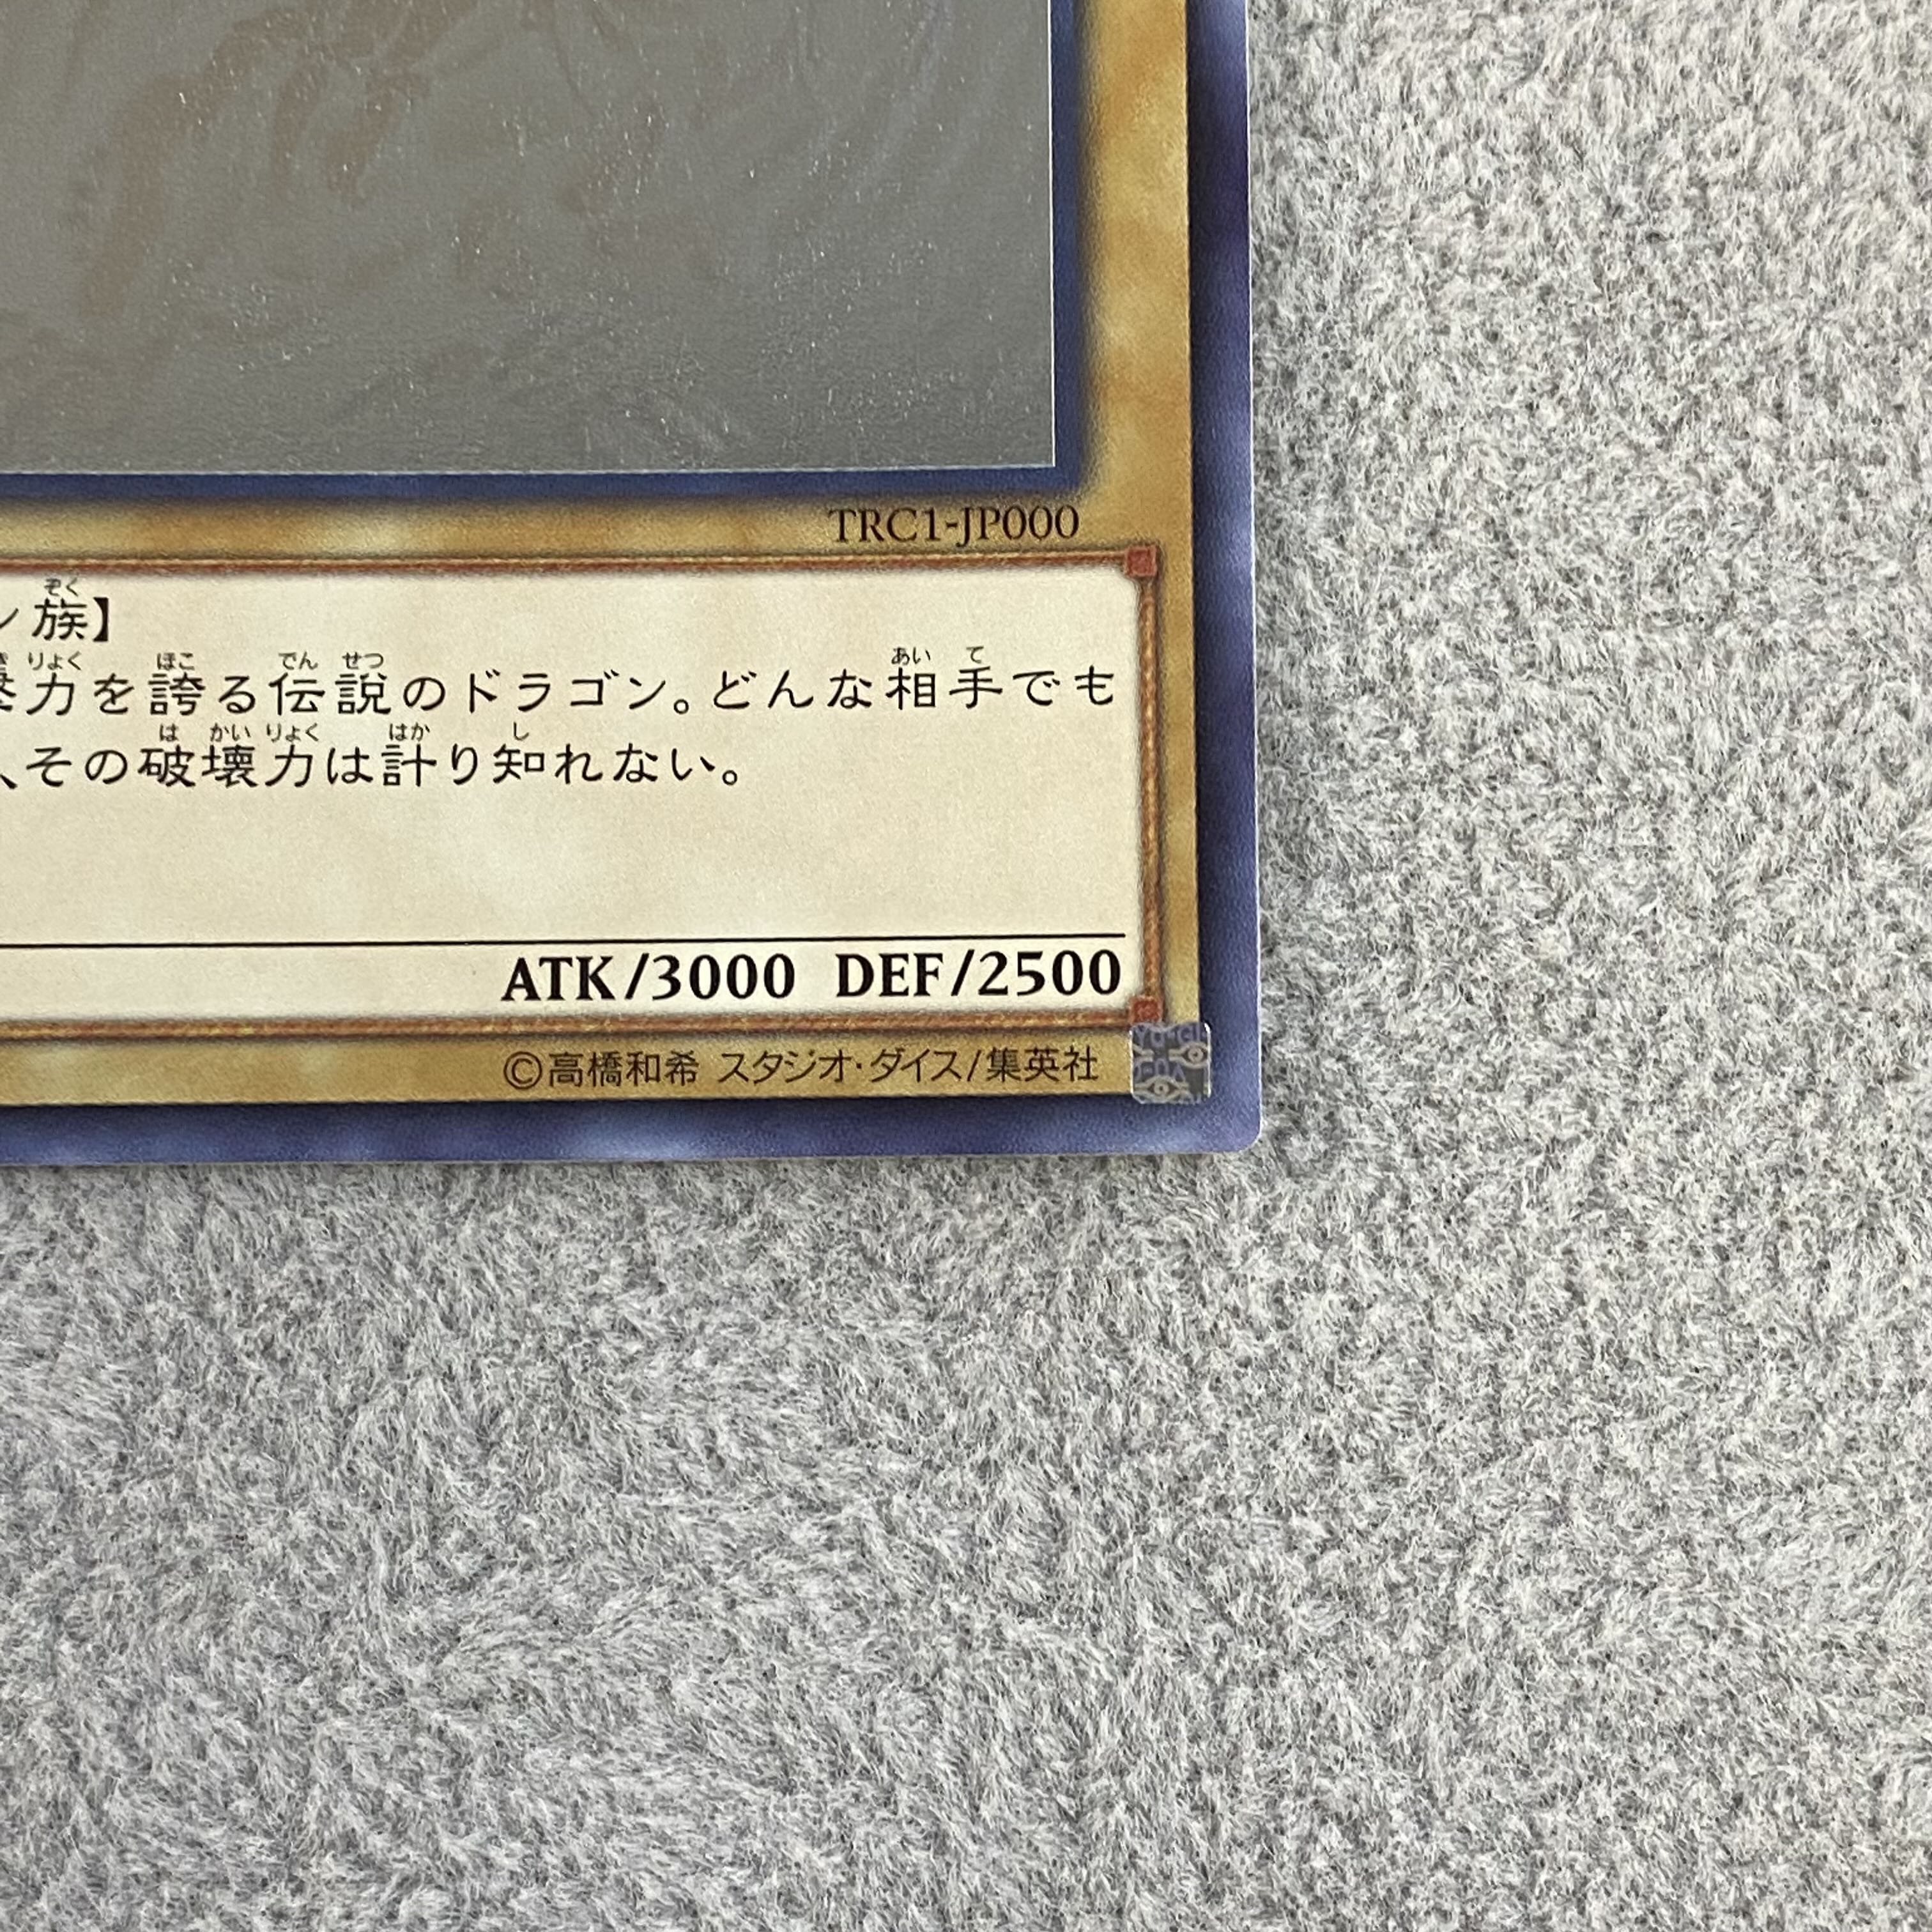 TRC1-JP000
ン族】
撃力を誇る伝説のドラゴン。どんな相手でも
、その破壊力は計り知れない。
ATK/3000 DEF/2500
©高橋和希 スタジオ・ダイス/集英社